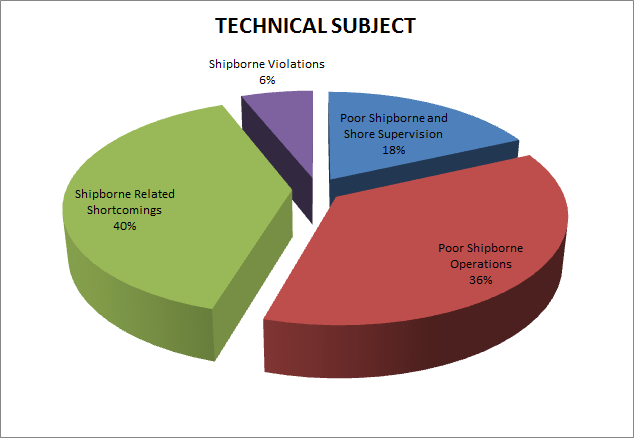 TECHNICAL SUBJECT
Shipborne Violations
6%
Poor Shipborne and
Shore Supervision
18%
Shipborne Related
Shortcomings
40%
Poor Shipborne
Operations
36%